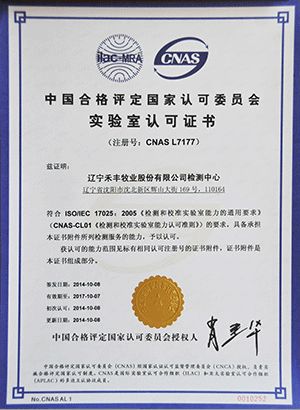 ilac-MRA
CNAS
中国合格评定国家认可委员会
实验室认可证书
(注册号：CNAS L7177)
兹证明：
辽宁禾丰牧业股份有限公司检测中心
辽宁省沈阳市沈北新区辉山大街 169 号，110164
符合 ISO/IEC 17025：2005《检测和校准实验室能力的通用要求》
(CNAS-CL01《检测和校准实验室能力认可准则》)的要求，具备承担
本证书附件所列检测服务的能力，予以认可。
获认可的能力范围见标有相同认可注册号的证书附件，证书附件是
本证书组成部分。
签发日期：2014-10-08
有效期至：2017-10-07
初次认可：2014-10-08
更新日期：2014-10-08
中国合格评定国家认可委员会授权人
中国合格评定国家认可委员会(CNAS)经国家认证认可监督管理委员会(CNCA)授权，负责实
施合格评定国家认可制度。CNAS是国际实验室认可合作组织(ILAC)和亚太实验室认可合作组织
(APLAC)的多边互认协议成员。
No.CNAS AL 1
0010252